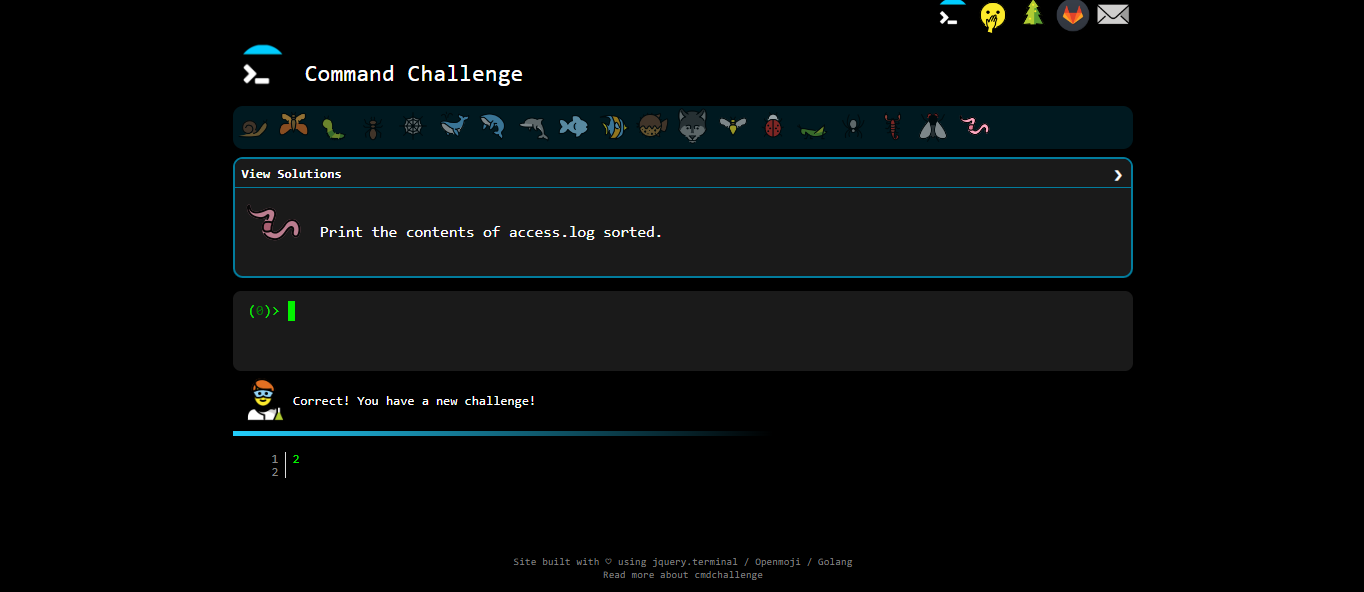 Command Challenge
View Solutions ❯
Print the contents of access.log sorted.
(0)>
Correct! You have a new challenge!
1 2
2
Site built with ♡ using jquery.terminal / Openmoji / Golang
Read more about cmdchallenge